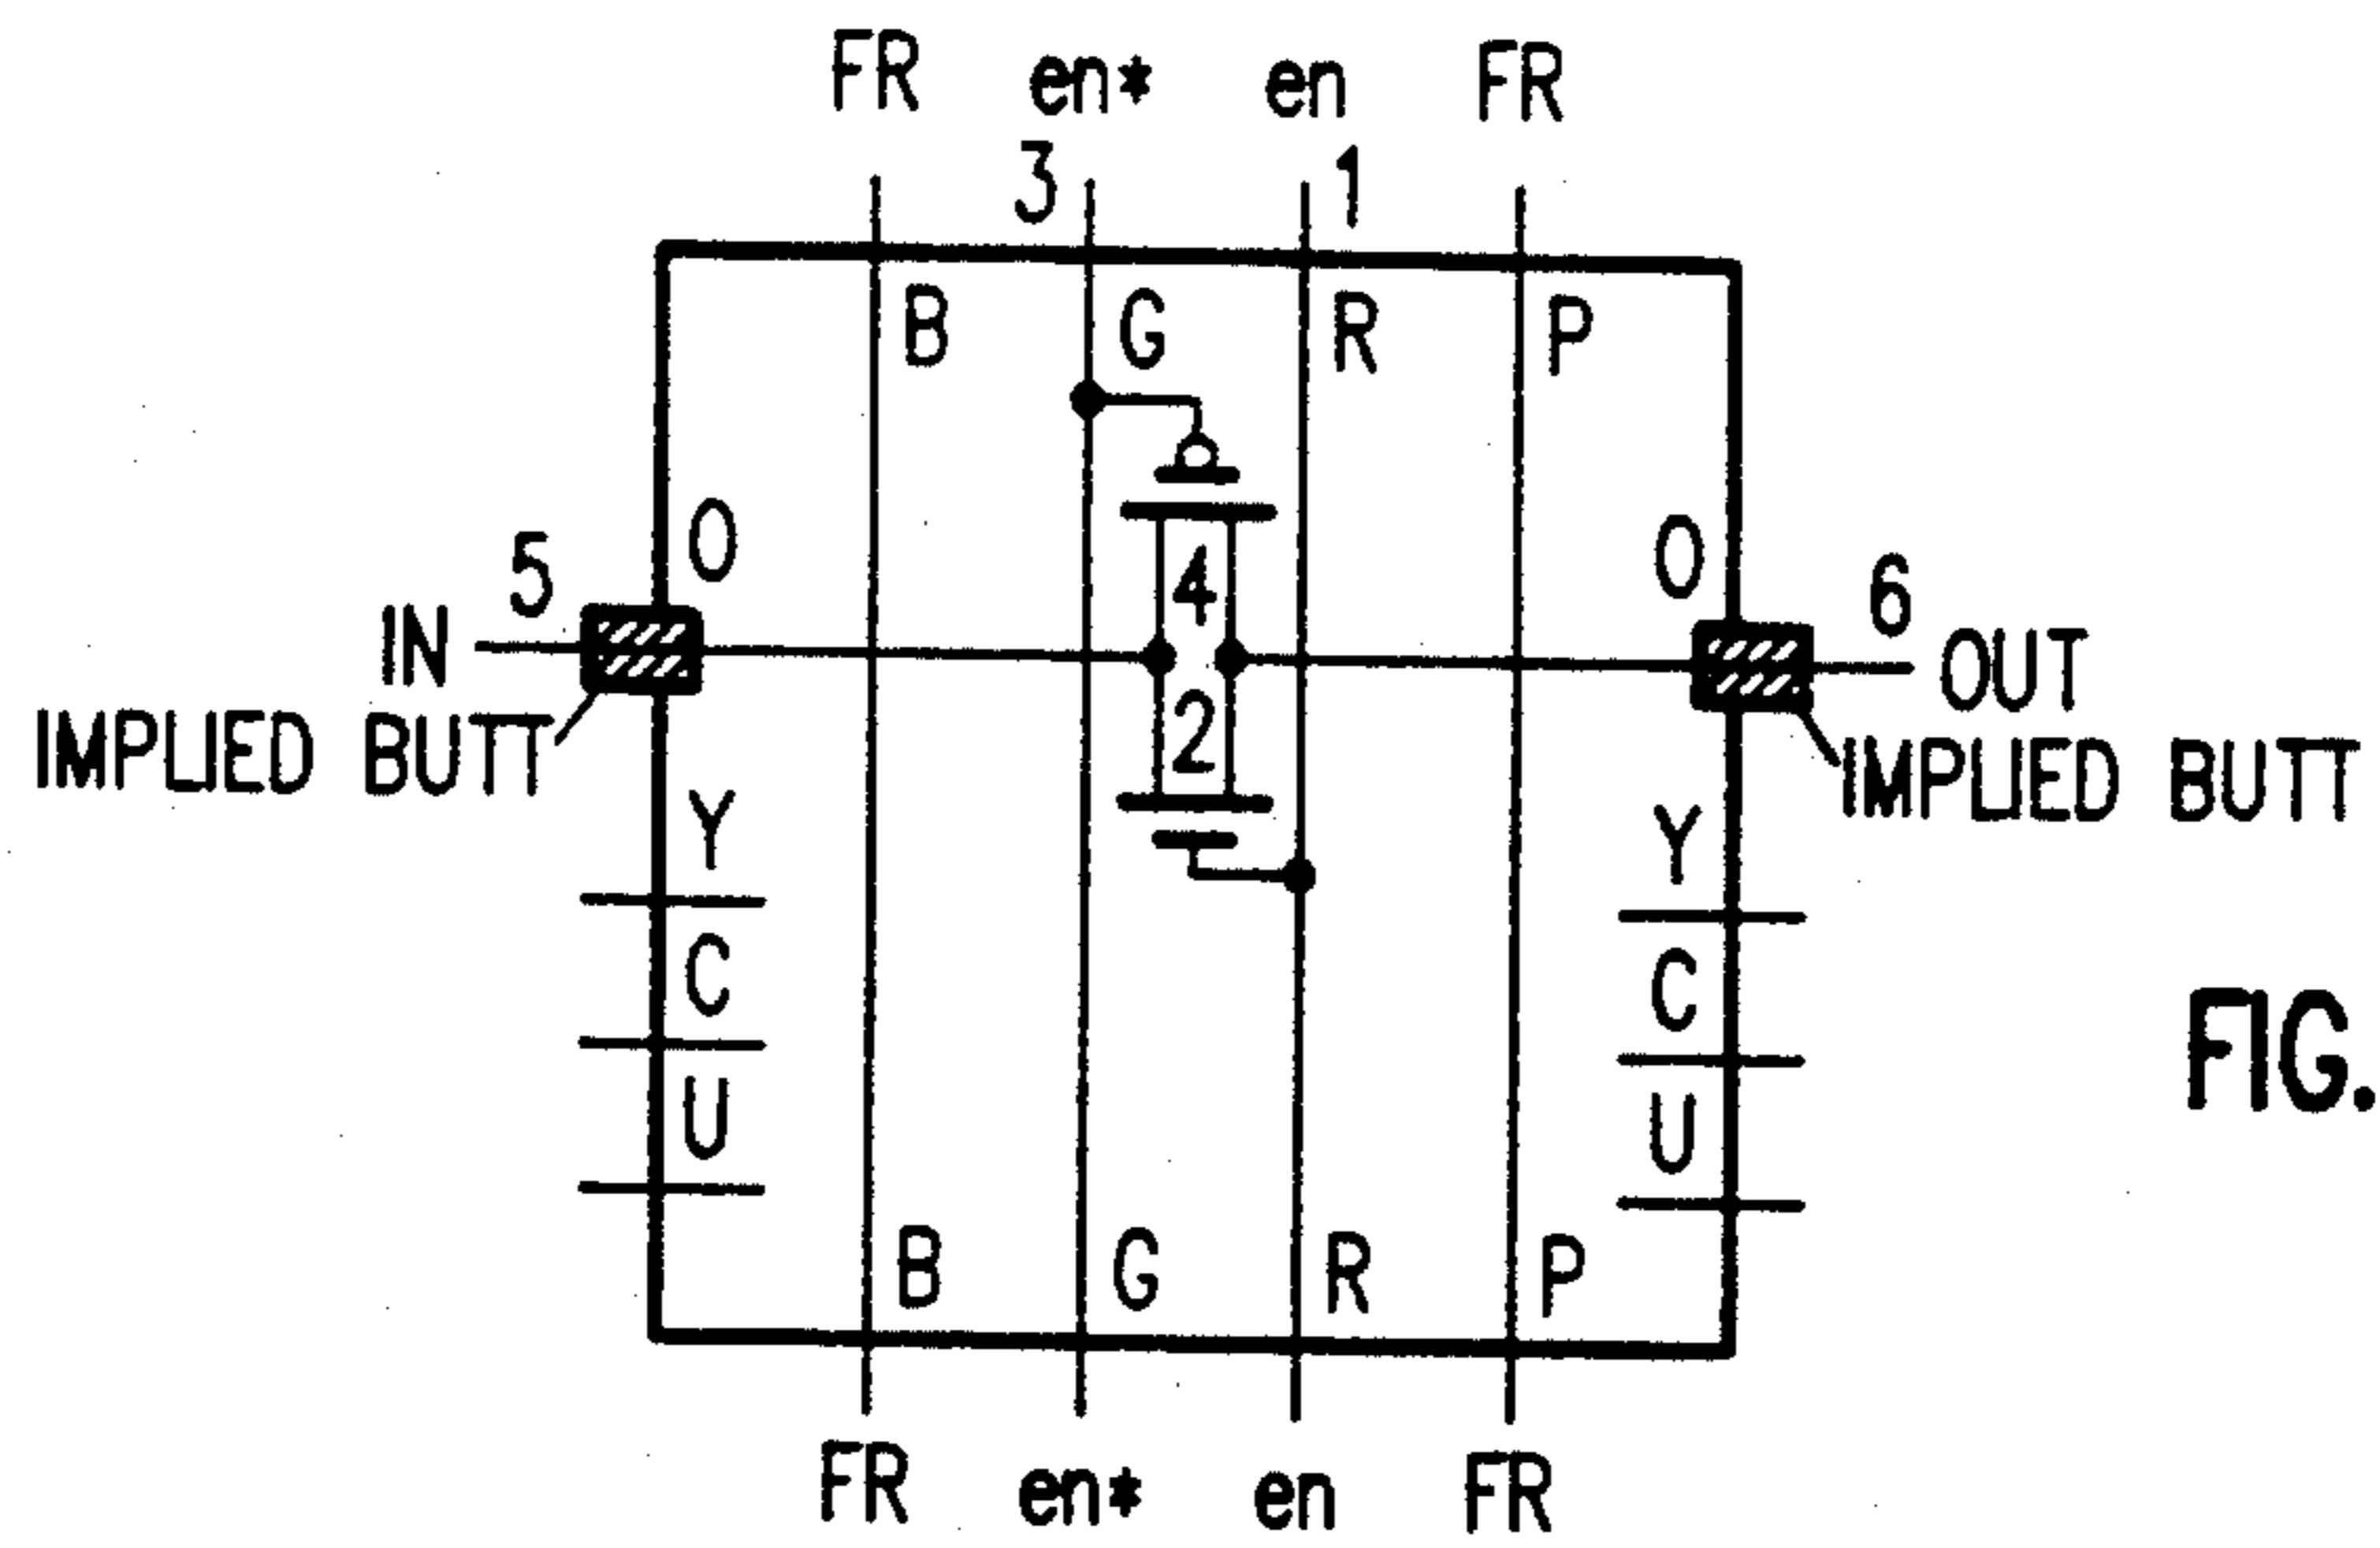 FR en* en FR
3 1
B G R P
5 O 4 O 6
IN OUT
IMPLIED BUTT 2 IMPLIED BUTT
Y Y
C C
U U
FIG.
B G R P
FR en* en FR